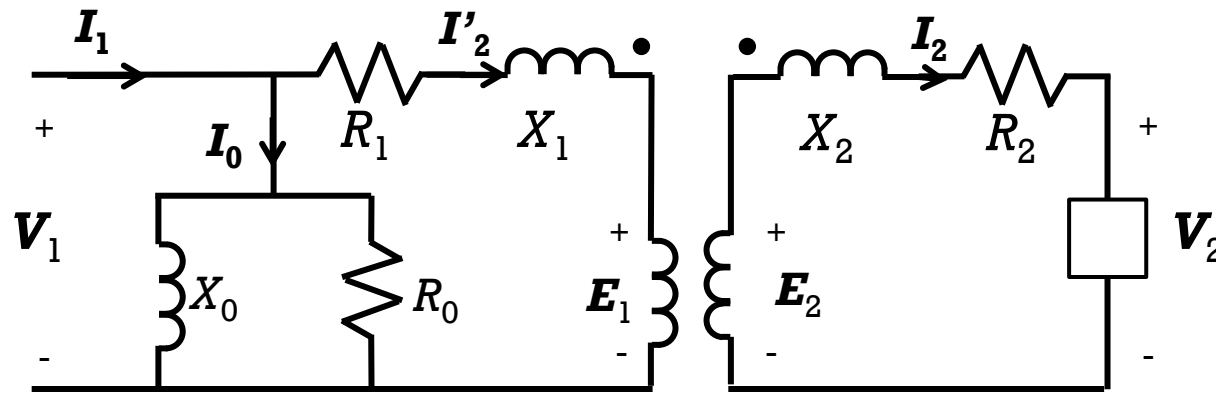 I₁ I'₂ I₂
R₁ X₁ X₂ R₂
+ I₀ +
V₁ + + V₂
X₀ R₀ E₁ E₂
- - - -